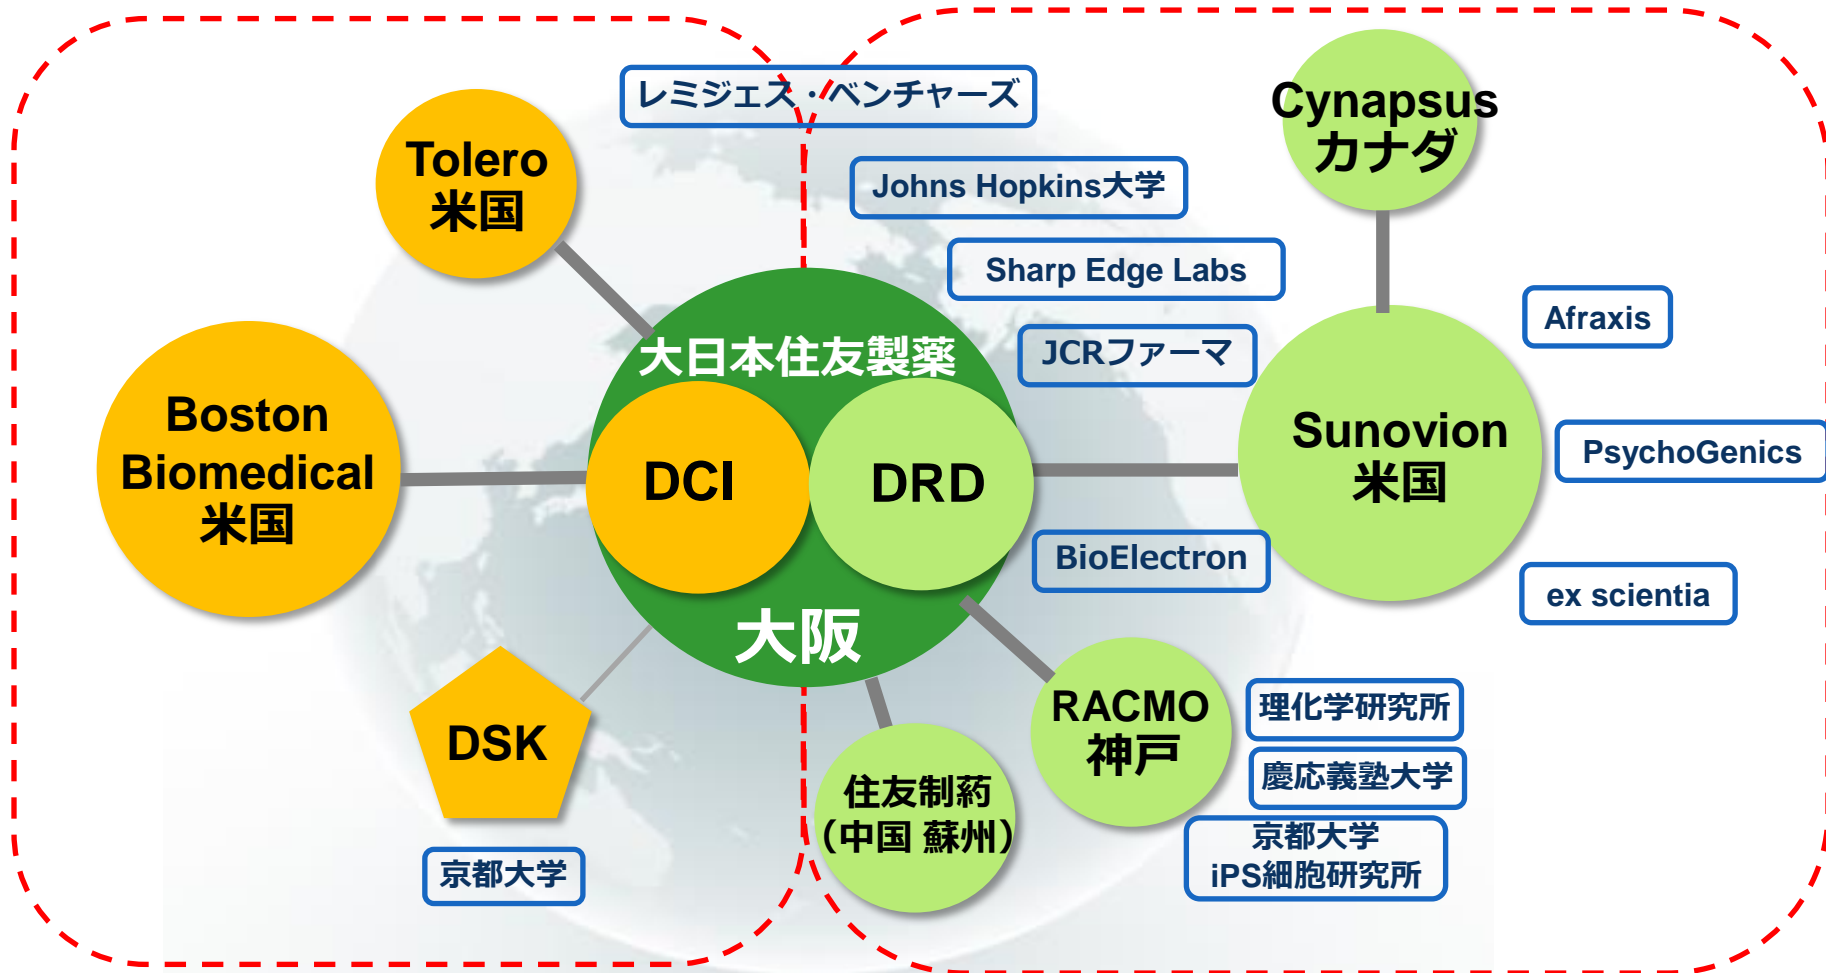 レミジェス・ベンチャーズ
Cynapsus
カナダ
Tolero
米国
Johns Hopkins大学
Sharp Edge Labs
Afraxis
大日本住友製薬
JCRファーマ
Boston
Biomedical
米国
DCI
DRD
Sunovion
米国
PsychoGenics
BioElectron
ex scientia
大阪
DSK
RACMO
神戸
理化学研究所
慶応義塾大学
住友制葯
（中国 蘇州）
京都大学
iPS細胞研究所
京都大学